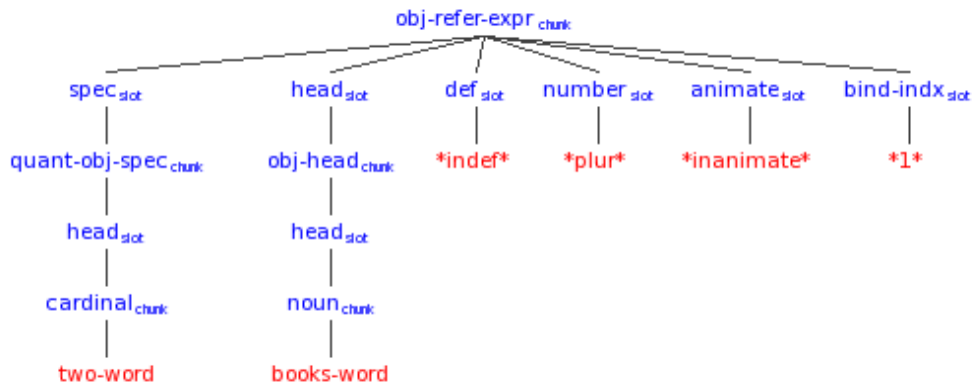 obj-refer-expr chunk
spec slot head slot def slot number slot animate slot bind-indx slot
quant-obj-spec chunk obj-head chunk *indef* *plur* *inanimate* *1*
head slot head slot
cardinal chunk noun chunk
two-word books-word